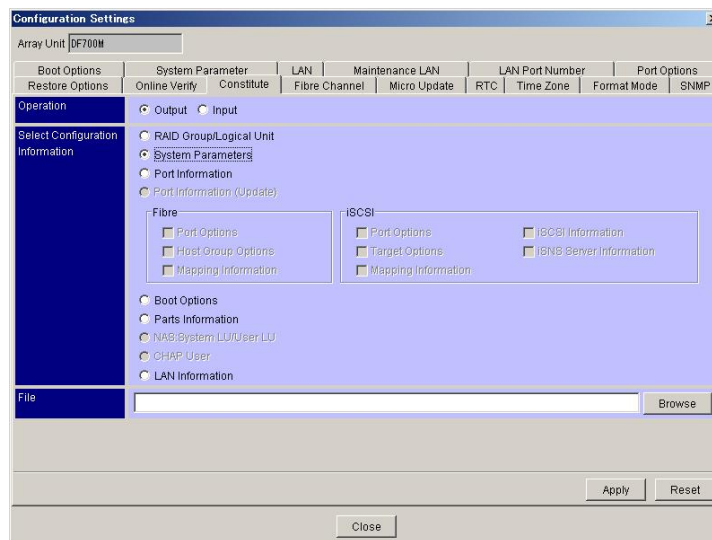 Configuration Settings
Array Unit DF700M
Boot Options System Parameter LAN Maintenance LAN LAN Port Number Port Options
Restore Options Online Verify Constitute Fibre Channel Micro Update RTC Time Zone Format Mode SNMP
Operation Output Input
Select Configuration Information
RAID Group/Logical Unit
System Parameters
Port Information
Port Information (Update)
Fibre iSCSI
Port Options Port Options iSCSI Information
Host Group Options Target Options iSNS Server Information
Mapping Information Mapping Information
Boot Options
Parts Information
NAS:System LU/User LU
CHAP User
LAN Information
File Browse
Apply Reset
Close